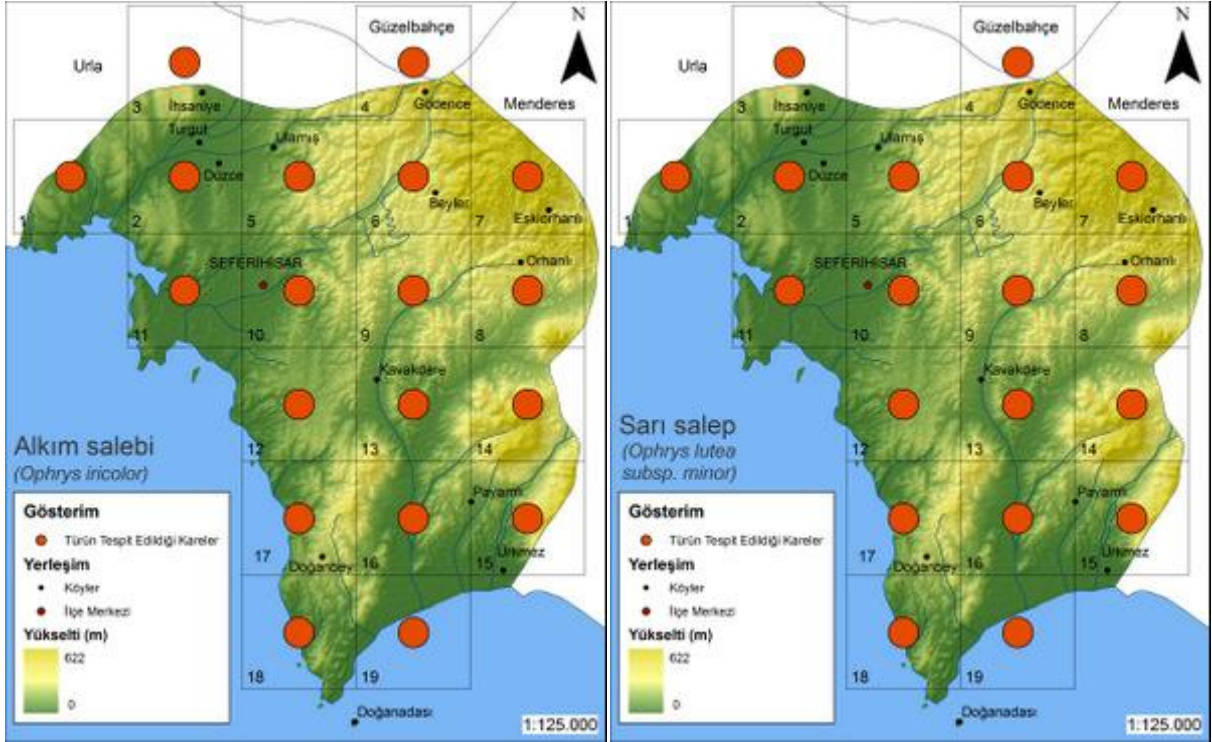 Güzelbahçe
N
Urla
3
İhsaniye
4
Gödence
Menderes
Turgut
Ulamış
Düzce
Beyler
Eskiorhanlı
1
2
5
6
7
SEFERİHİSAR
Orhanlı
11
10
9
8
Kavakdere
Alkım salebi
(Ophrys iricolor)
12
13
14
Gösterim
Türün Tespit Edildiği Kareler
Yerleşim
Köyler
İlçe Merkezi
Yükselti (m)
622
0
Payamlı
17
Doğanbey
16
15
Ürkmez
18
19
Doğanadası
1:125.000
Güzelbahçe
N
Urla
3
İhsaniye
4
Gödence
Menderes
Turgut
Ulamış
Düzce
Beyler
Eskiorhanlı
1
2
5
6
7
SEFERİHİSAR
Orhanlı
11
10
9
8
Kavakdere
Sarı salep
(Ophrys lutea
subsp. minor)
12
13
14
Gösterim
Türün Tespit Edildiği Kareler
Yerleşim
Köyler
İlçe Merkezi
Yükselti (m)
622
0
Payamlı
17
Doğanbey
16
15
Ürkmez
18
19
Doğanadası
1:125.000